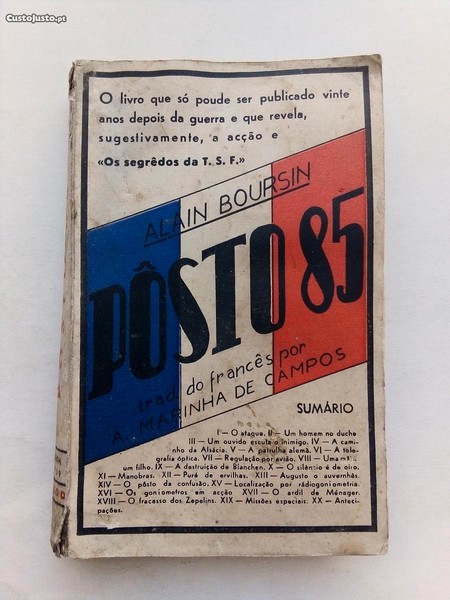 CustoJusto.pt
O livro que só poude ser publicado vinte
anos depois da guerra e que revela,
sugestivamente, a acção e
«Os segrêdos da T. S. F.»
ALAIN BOURSIN
PÔSTO 85
trad. do francês por
A. MARINHA DE CAMPOS
SUMÁRIO
I — O ataque. II — Um homem no duche
III — Um ouvido escuta o inimigo. IV — A cami-
nho da Alsácia. V — A patrulha alemã. VI — A tele-
grafia óptica. VII — Regulação por avião. VIII — Uma
um filho. IX — A destruição de Blanchen. X — O silêncio é de oiro.
XI — Manobras. XII — Puré de ervilhas. XIII — Augusto o auvernhês.
XIV — O pôsto da confusão. XV — Localização por rádiogoniometria.
XVI — Os goniometros em acção XVII — O ardil de Ménager.
XVIII — O fracasso dos Zepelins. XIX — Missões especiais. XX — Anteci-
pações.